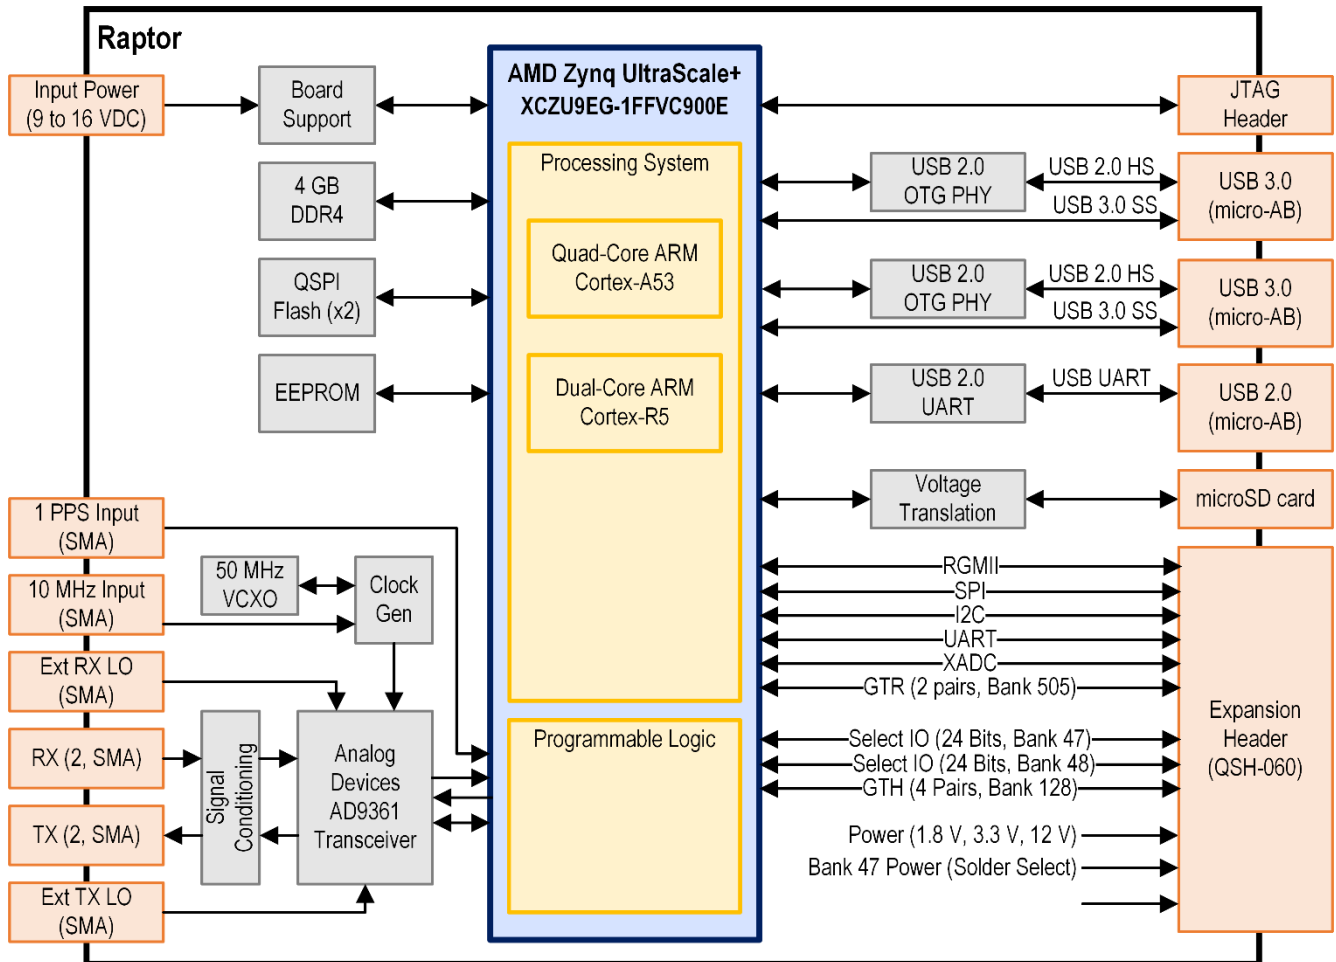 Raptor
Input Power
(9 to 16 VDC)
Board
Support
4 GB
DDR4
QSPI
Flash (x2)
EEPROM
1 PPS Input
(SMA)
10 MHz Input
(SMA)
50 MHz
VCXO
Clock
Gen
Ext RX LO
(SMA)
RX (2, SMA)
TX (2, SMA)
Ext TX LO
(SMA)
Signal
Conditioning
Analog
Devices
AD9361
Transceiver
AMD Zynq UltraScale+
XCZU9EG-1FFVC900E
Processing System
Quad-Core ARM
Cortex-A53
Dual-Core ARM
Cortex-R5
Programmable Logic
JTAG
Header
USB 2.0
OTG PHY
USB 2.0 HS
USB 3.0 SS
USB 3.0
(micro-AB)
USB 2.0
OTG PHY
USB 2.0 HS
USB 3.0 SS
USB 3.0
(micro-AB)
USB 2.0
UART
USB UART
USB 2.0
(micro-AB)
Voltage
Translation
microSD card
RGMII
SPI
I2C
UART
XADC
GTR (2 pairs, Bank 505)
Select IO (24 Bits, Bank 47)
Select IO (24 Bits, Bank 48)
GTH (4 Pairs, Bank 128)
Power (1.8 V, 3.3 V, 12 V)
Bank 47 Power (Solder Select)
Expansion
Header
(QSH-060)